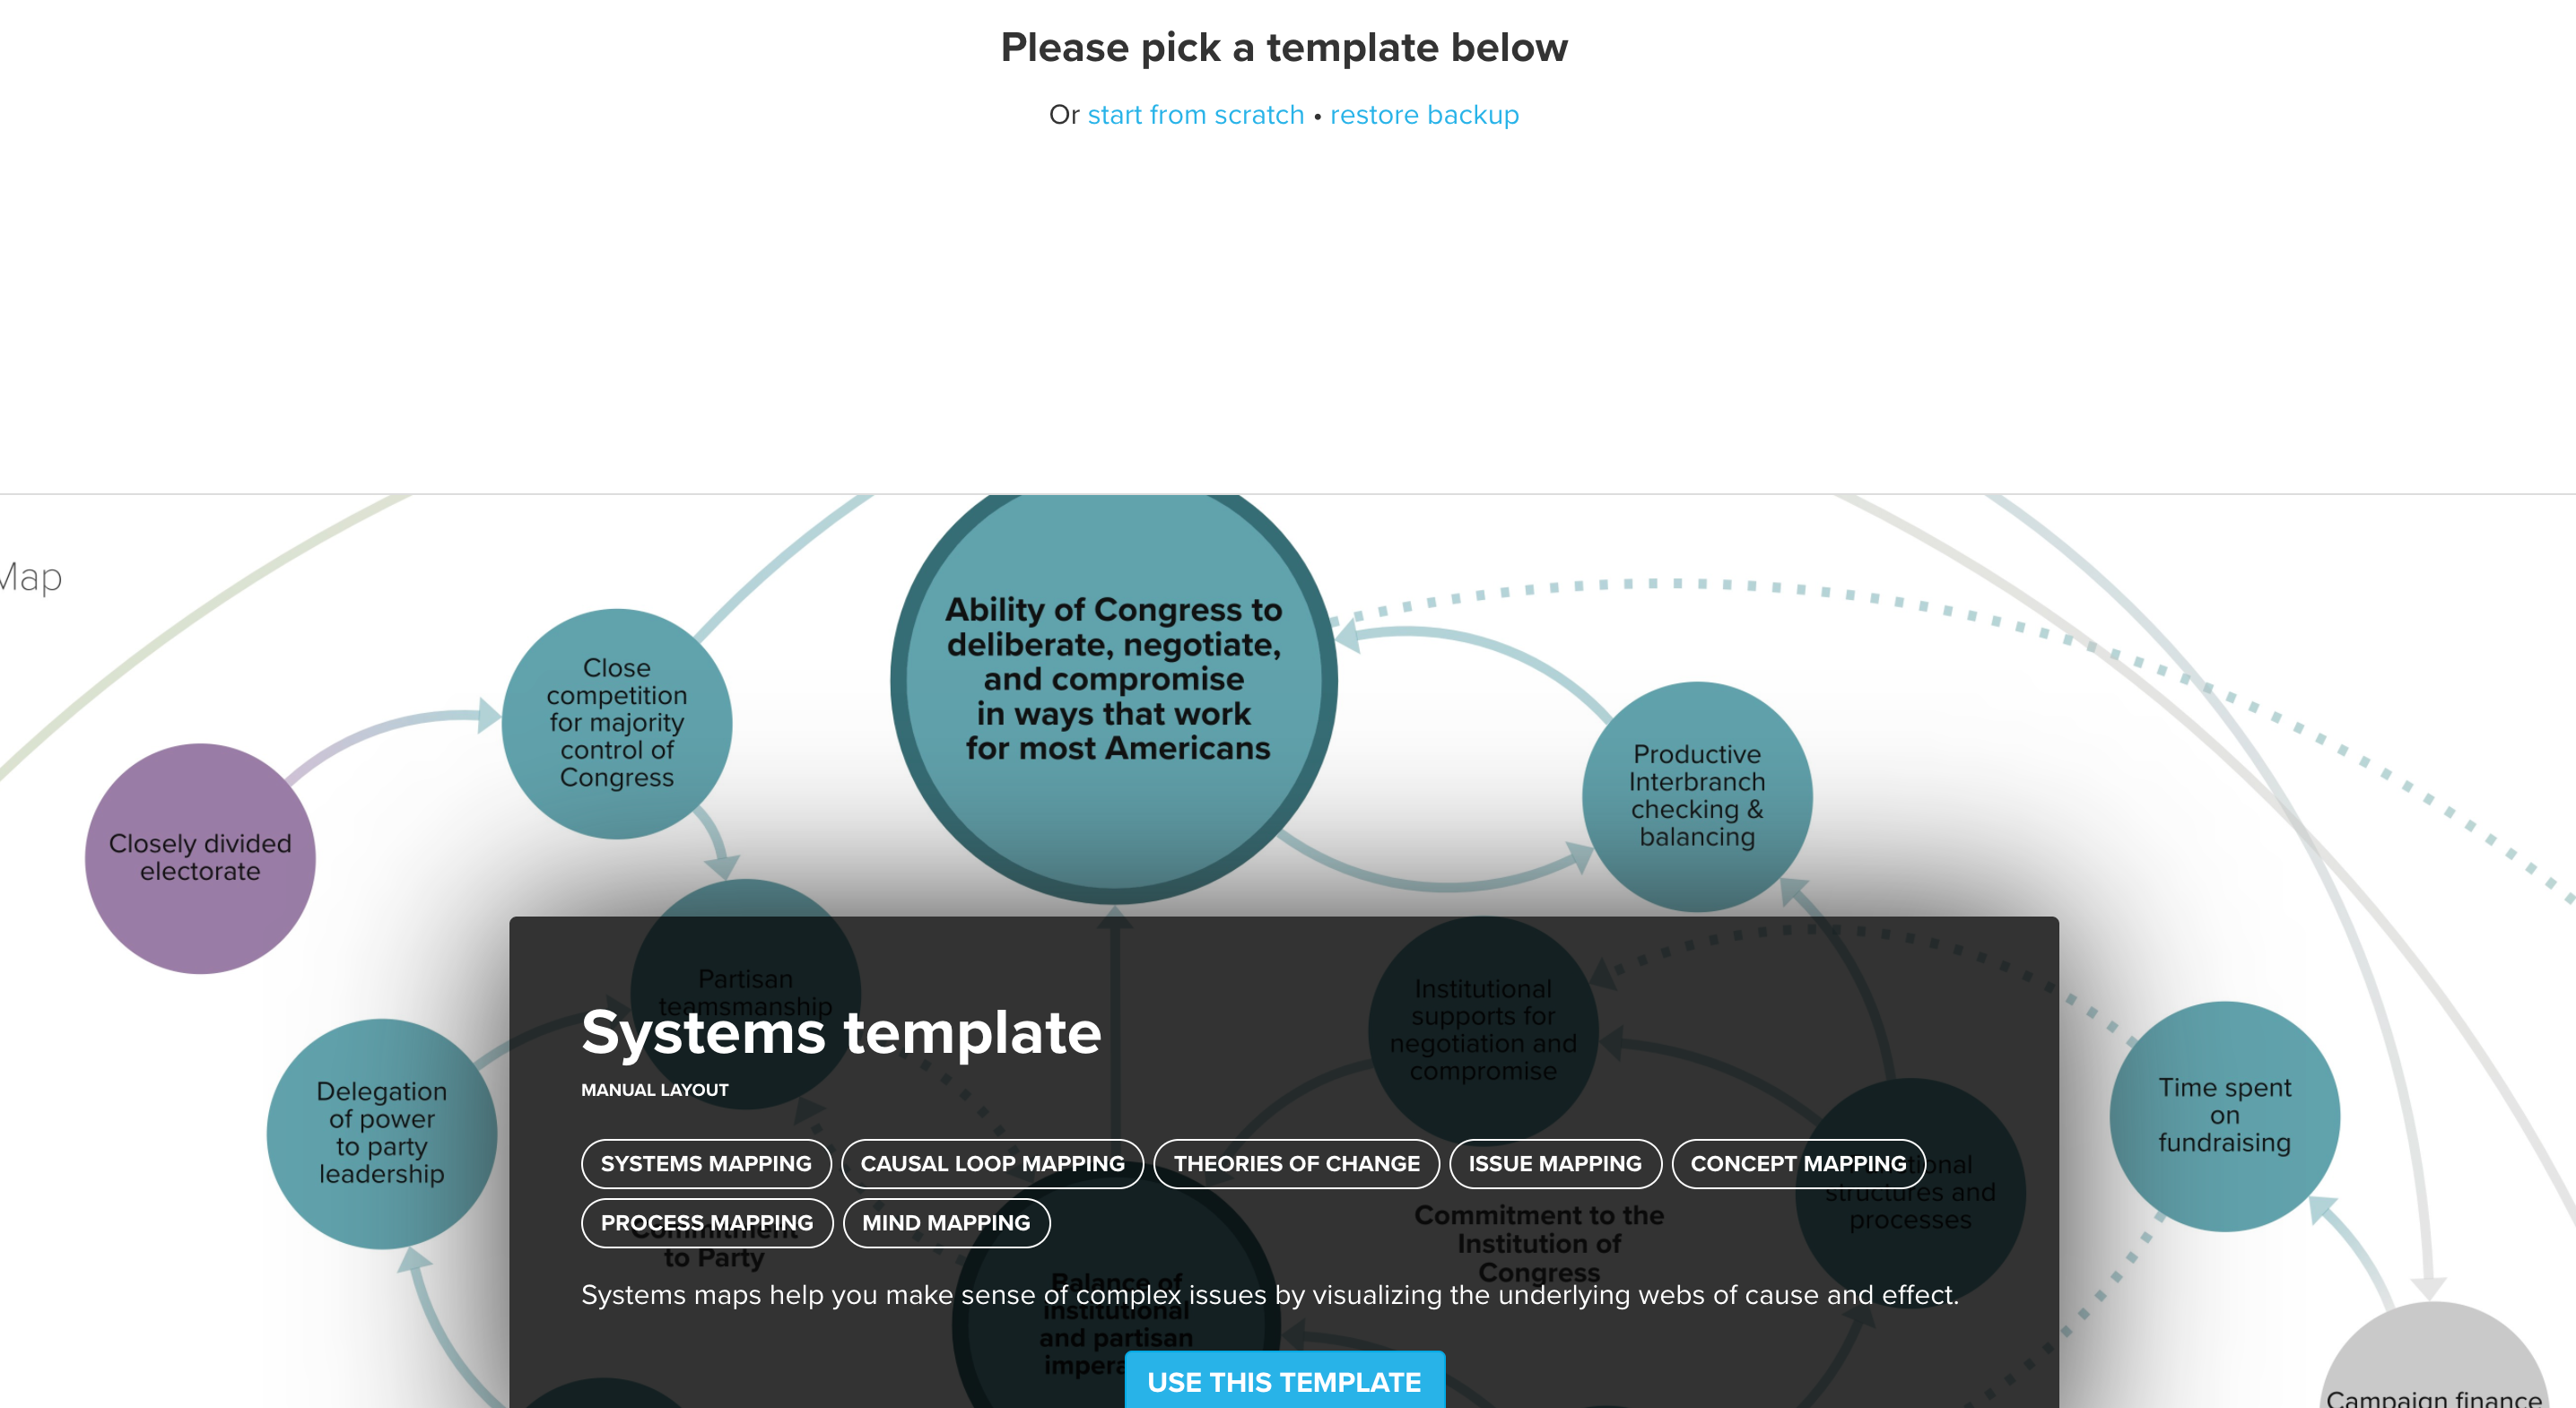 Please pick a template below
Or start from scratch • restore backup
Map
Ability of Congress to
deliberate, negotiate,
and compromise
in ways that work
for most Americans
Close
competition
for majority
control of
Congress
Productive
Interbranch
checking &
balancing
Closely divided
electorate
Partisan
teamsmanship
Institutional
supports for
negotiation and
compromise
Systems template
MANUAL LAYOUT
Delegation
of power
to party
leadership
Time spent
on
fundraising
SYSTEMS MAPPING
CAUSAL LOOP MAPPING
THEORIES OF CHANGE
ISSUE MAPPING
CONCEPT MAPPING
structures and
processes
PROCESS MAPPING
MIND MAPPING
Commitment
to Party
Commitment to the
Institution of
Congress
Balance of
institutional
and partisan
Systems maps help you make sense of complex issues by visualizing the underlying webs of cause and effect.
USE THIS TEMPLATE
Campaign finance